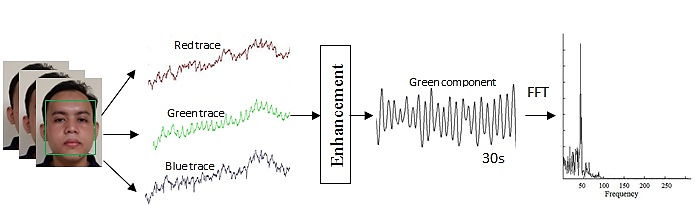 Red trace
Green trace
Blue trace
Enhancement
Green component
30s
FFT
50 100 150 200 250
Frequency